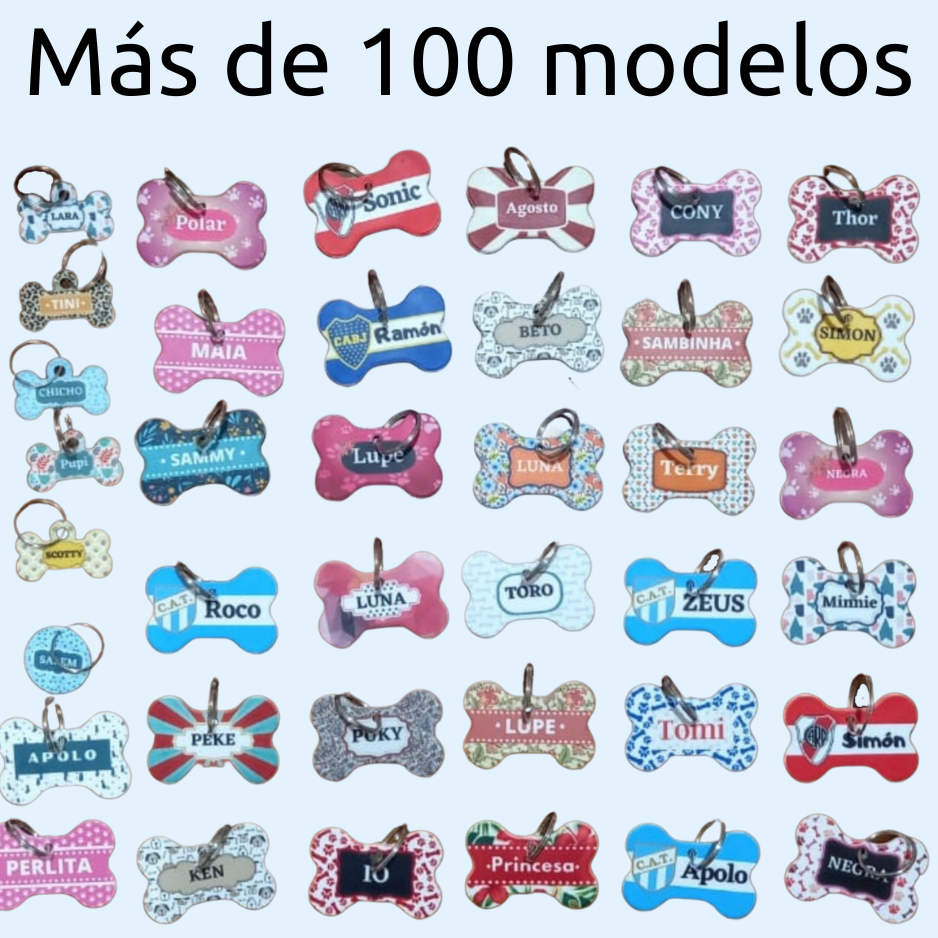 Más de 100 modelos
LARA
Polar
Sonic
Agosto
CONY
Thor
TINI
MAIA
CABJ
Ramón
BETO
SAMBINHA
SIMON
CHICHO
Pupi
SAMMY
Lupe
LUNA
Terry
NEGRA
SCOTTY
C.A.T.
Roco
LUNA
TORO
C.A.T.
ZEUS
Minnie
SALEM
APOLO
PEKE
POKY
LUPE
Tomi
Simón
PERLITA
KEN
IO
Princesa
C.A.T.
Apolo
NEGRA